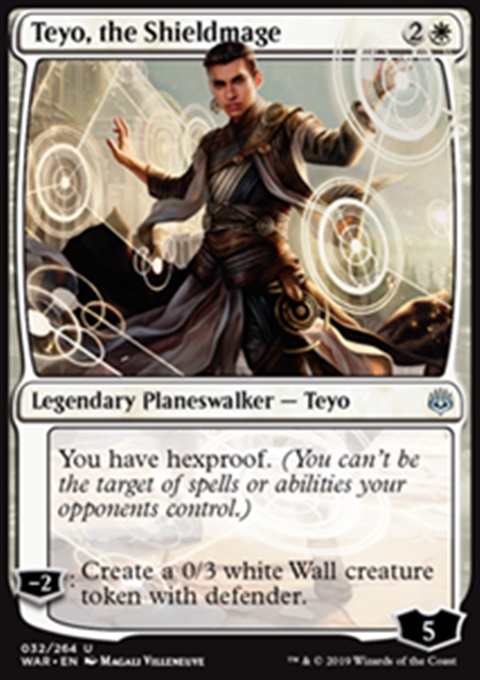 Teyo, the Shieldmage 2
Legendary Planeswalker — Teyo
You have hexproof. (You can't be
the target of spells or abilities your
opponents control.)
-2: Create a 0/3 white Wall creature
token with defender.
5
032/264 U
WAR • EN Magali Villeneuve
™ & © 2019 Wizards of the Coast